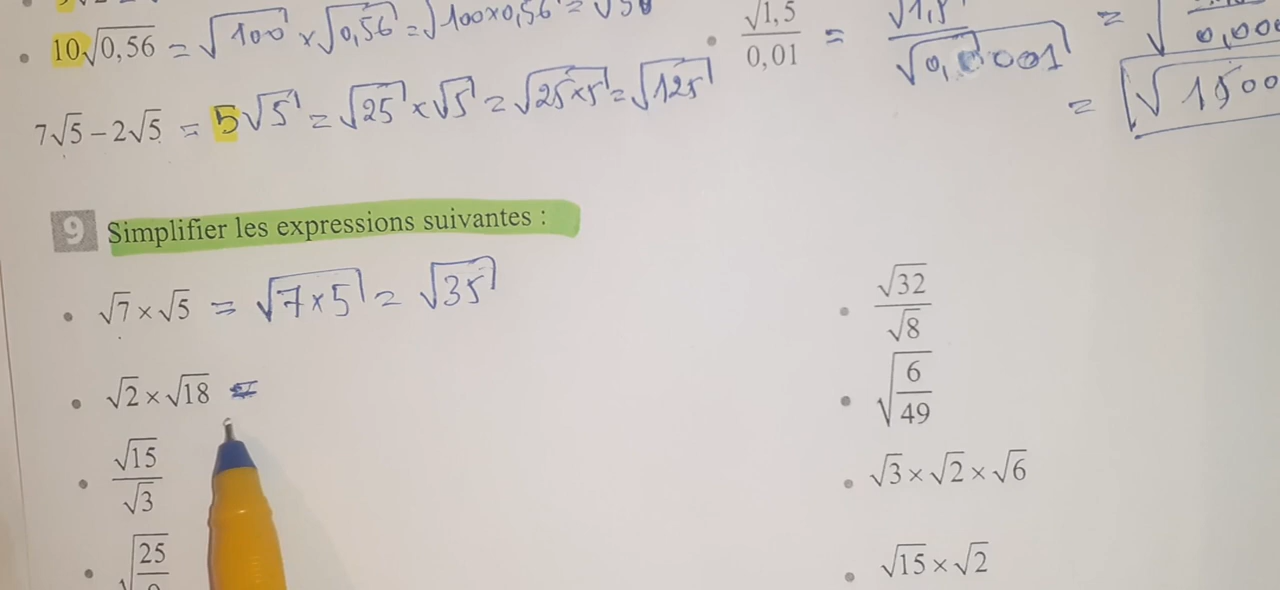 10√0,56 = √100 × √0,56 = √100×0,56 = √56
7√5 − 2√5 = 5√5 = √25 × √5 = √25×5 = √125
√1,5 / 0,01 = √1,5 / √0,0001 =
= √1500
9 Simplifier les expressions suivantes :
• √7 × √5 = √7×5 = √35
• √2 × √18 =
• √15 / √3
• √32 / √8
• √(6/49)
• √3 × √2 × √6
• √15 × √2